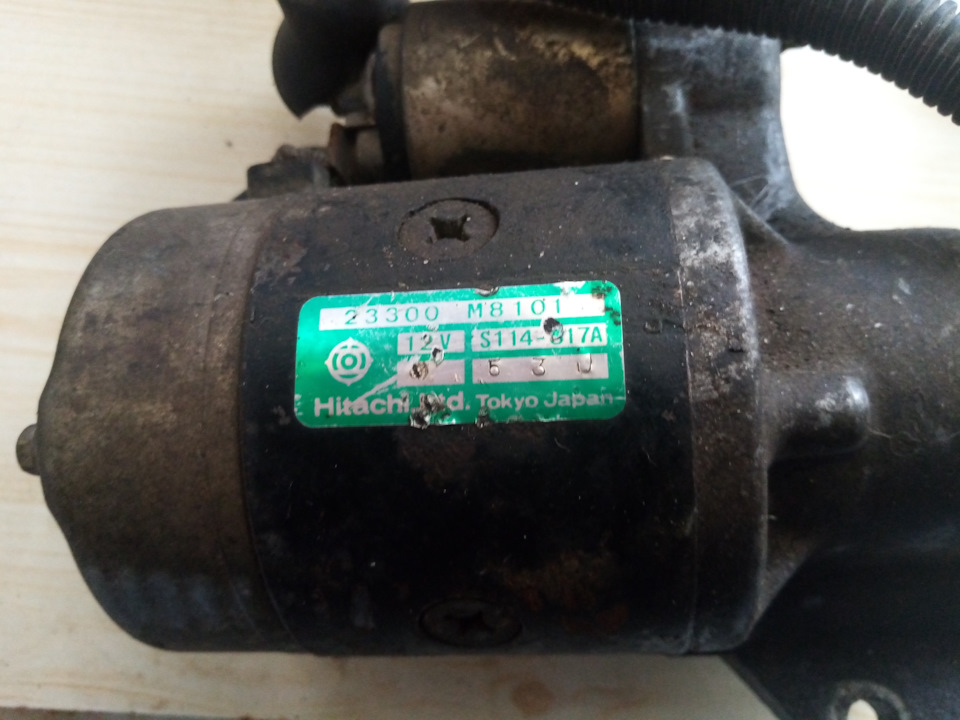 23300 M8101
12V S114-817A
5 3 U
Hitachi Ltd. Tokyo Japan